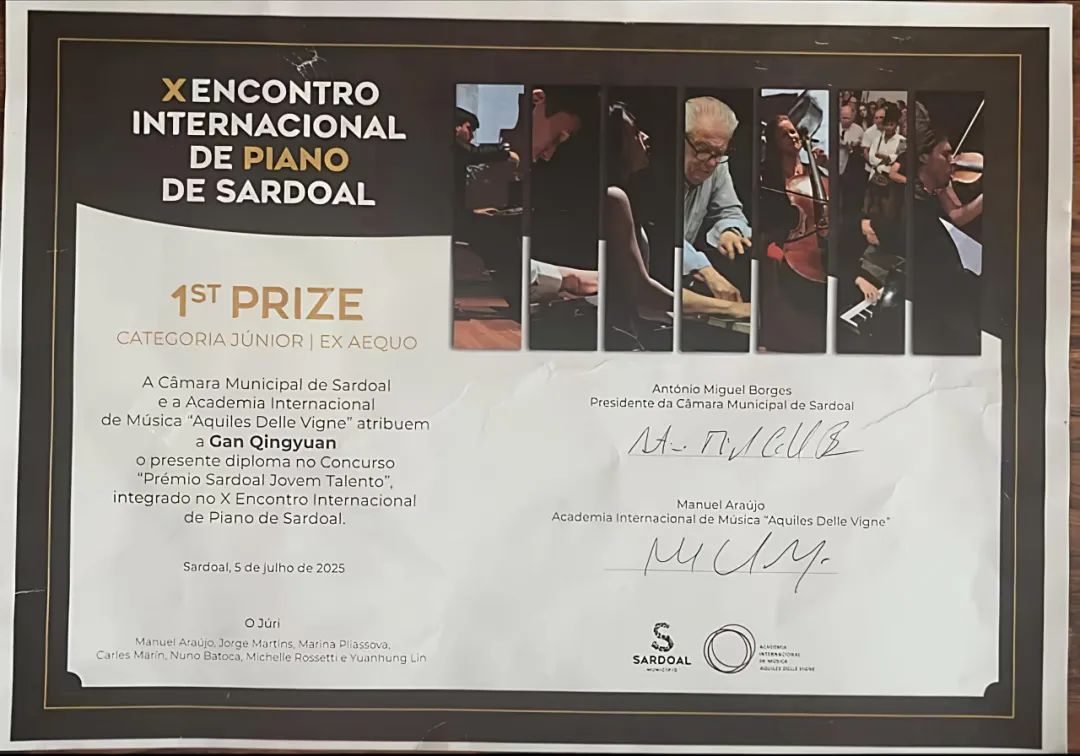 X ENCONTRO
INTERNACIONAL
DE PIANO
DE SARDOAL
1ST PRIZE
CATEGORIA JÚNIOR | EX AEQUO
A Câmara Municipal de Sardoal
e a Academia Internacional
de Música “Aquiles Delle Vigne” atribuem
a Gan Qingyuan
o presente diploma no Concurso
“Prémio Sardoal Jovem Talento”,
integrado no X Encontro Internacional
de Piano de Sardoal.
Sardoal, 5 de julho de 2025
O Júri
Manuel Araújo, Jorge Martins, Marina Pliassova,
Carles Marín, Nuno Batoca, Michelle Rossetti e Yuanhung Lin
António Miguel Borges
Presidente da Câmara Municipal de Sardoal
Manuel Araújo
Academia Internacional de Música “Aquiles Delle Vigne”
SARDOAL
MUNICÍPIO
ACADEMIA
INTERNACIONAL
DE MÚSICA
AQUILES DELLE VIGNE